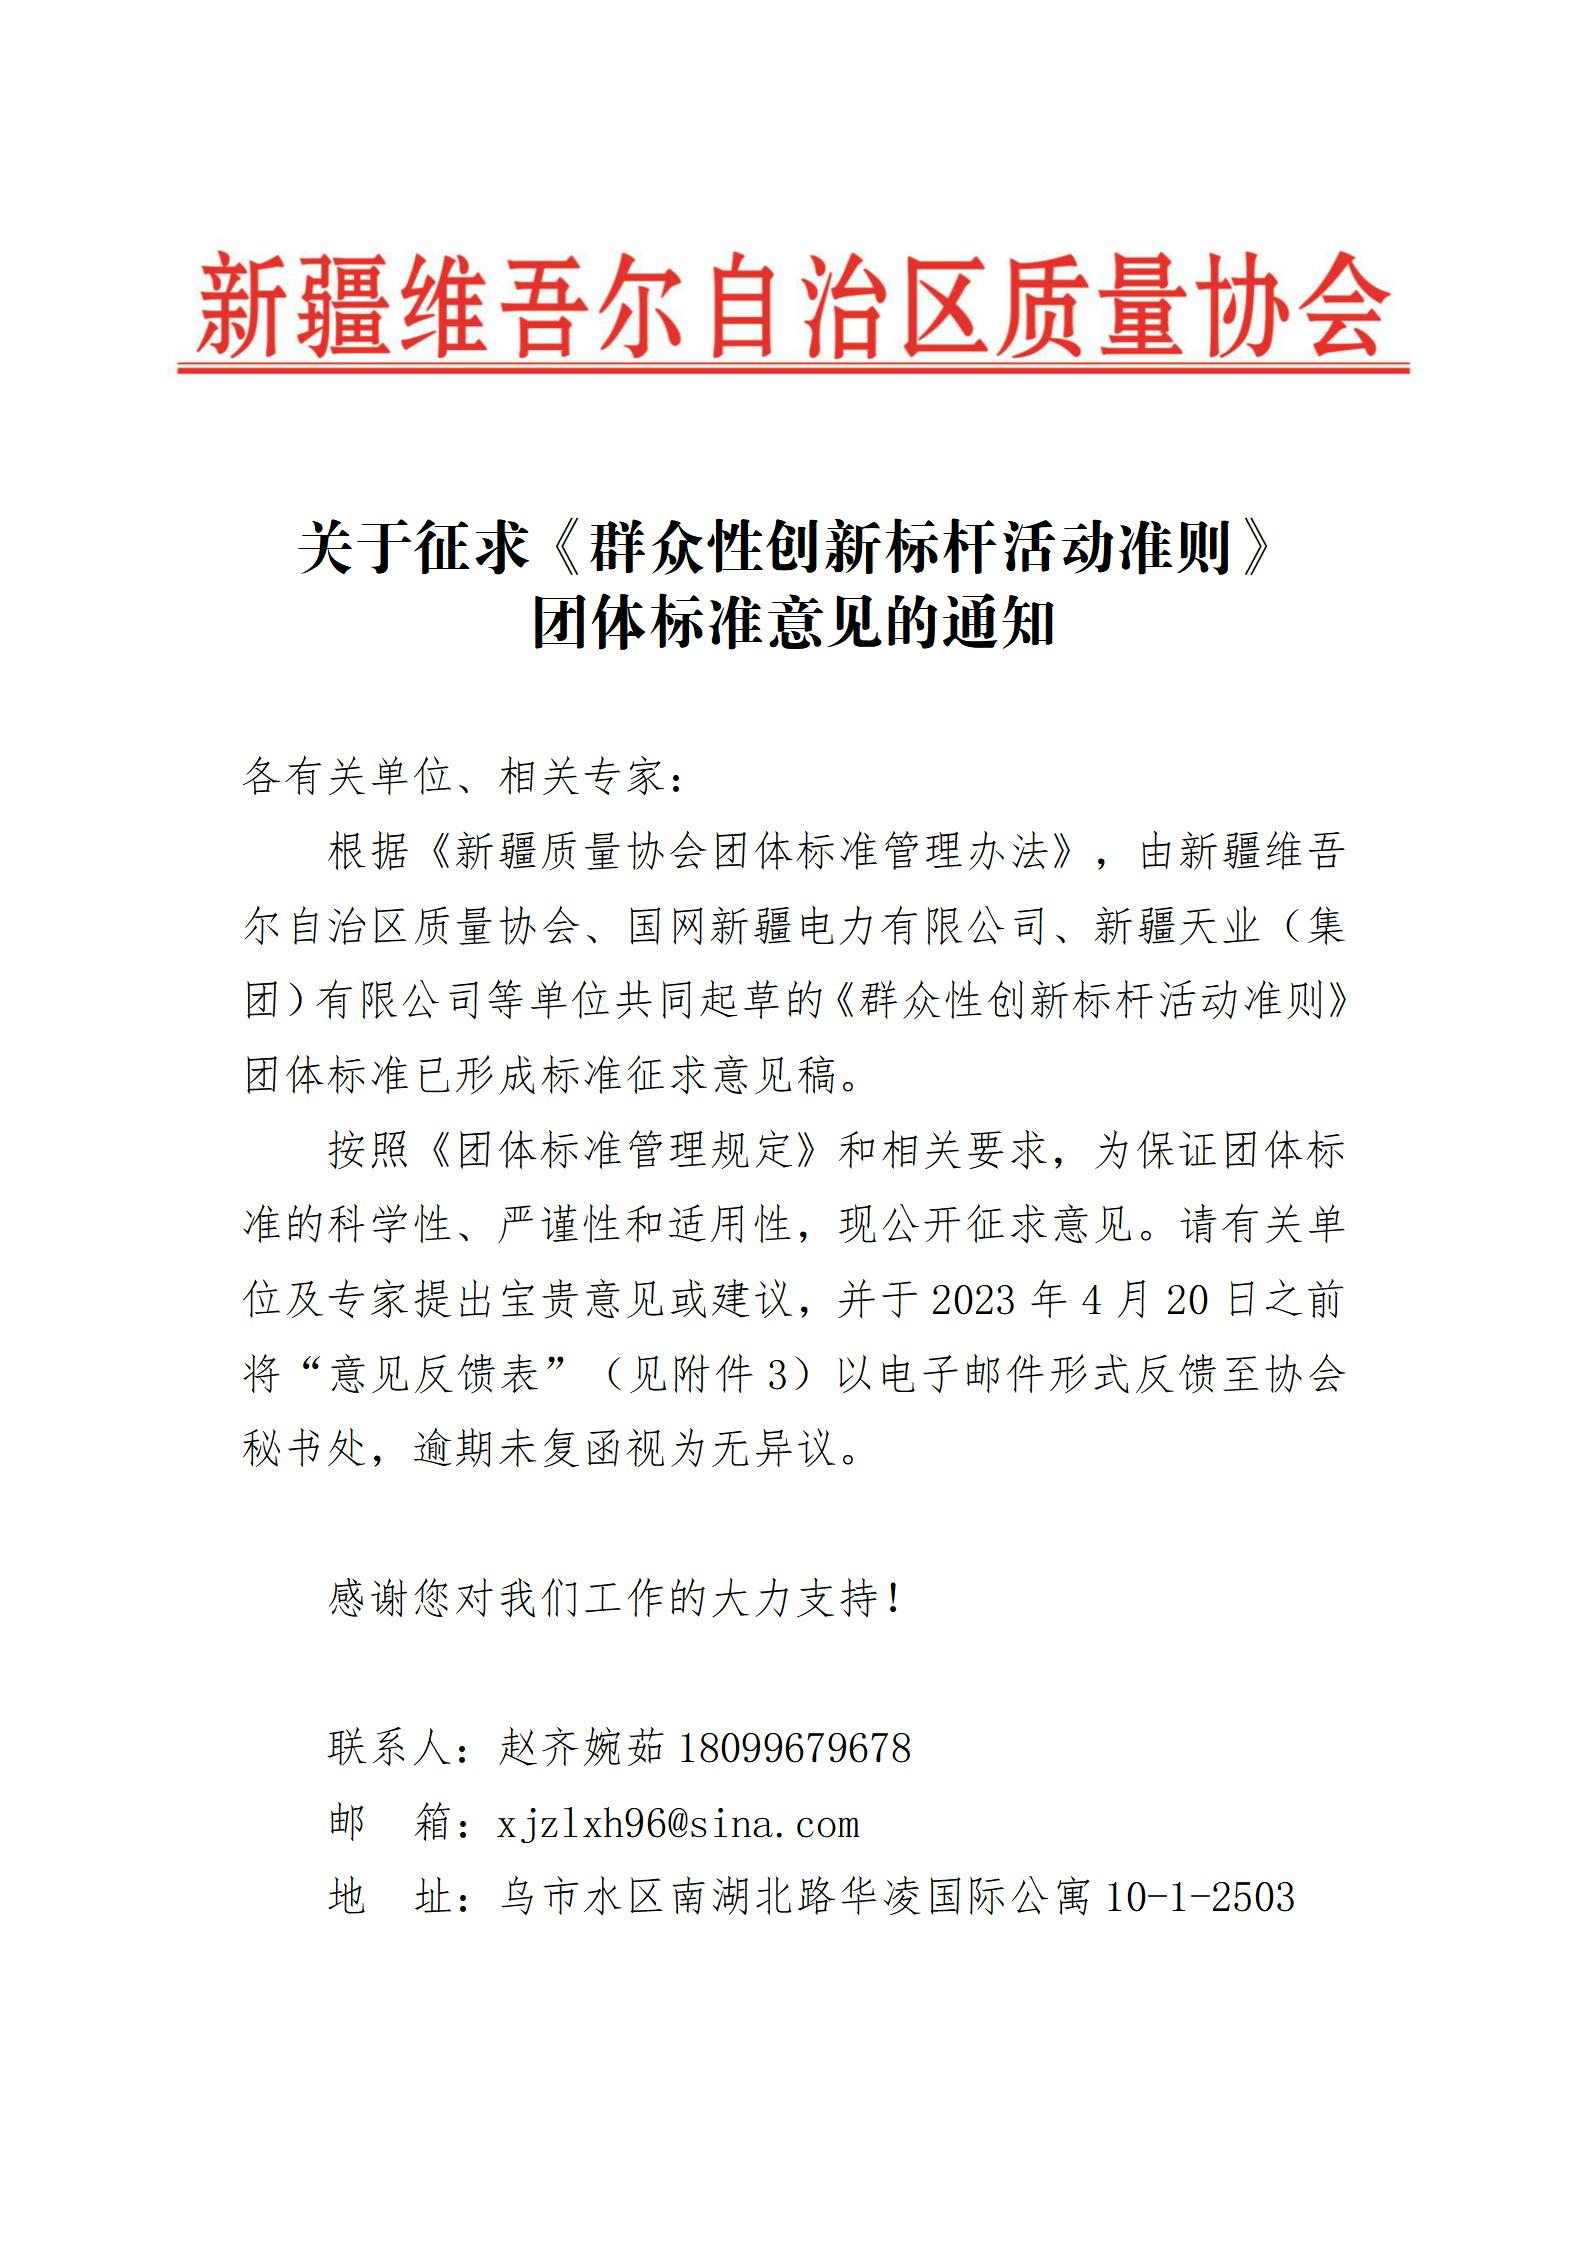 新疆维吾尔自治区质量协会
关于征求《群众性创新标杆活动准则》
团体标准意见的通知
各有关单位、相关专家：
根据《新疆质量协会团体标准管理办法》，由新疆维吾
尔自治区质量协会、国网新疆电力有限公司、新疆天业（集
团）有限公司等单位共同起草的《群众性创新标杆活动准则》
团体标准已形成标准征求意见稿。
按照《团体标准管理规定》和相关要求，为保证团体标
准的科学性、严谨性和适用性，现公开征求意见。请有关单
位及专家提出宝贵意见或建议，并于 2023 年 4 月 20 日之前
将“意见反馈表”（见附件 3）以电子邮件形式反馈至协会
秘书处，逾期未复函视为无异议。
感谢您对我们工作的大力支持！
联系人：赵齐婉茹 18099679678
邮　箱：xjzlxh96@sina.com
地　址：乌市水区南湖北路华凌国际公寓 10-1-2503